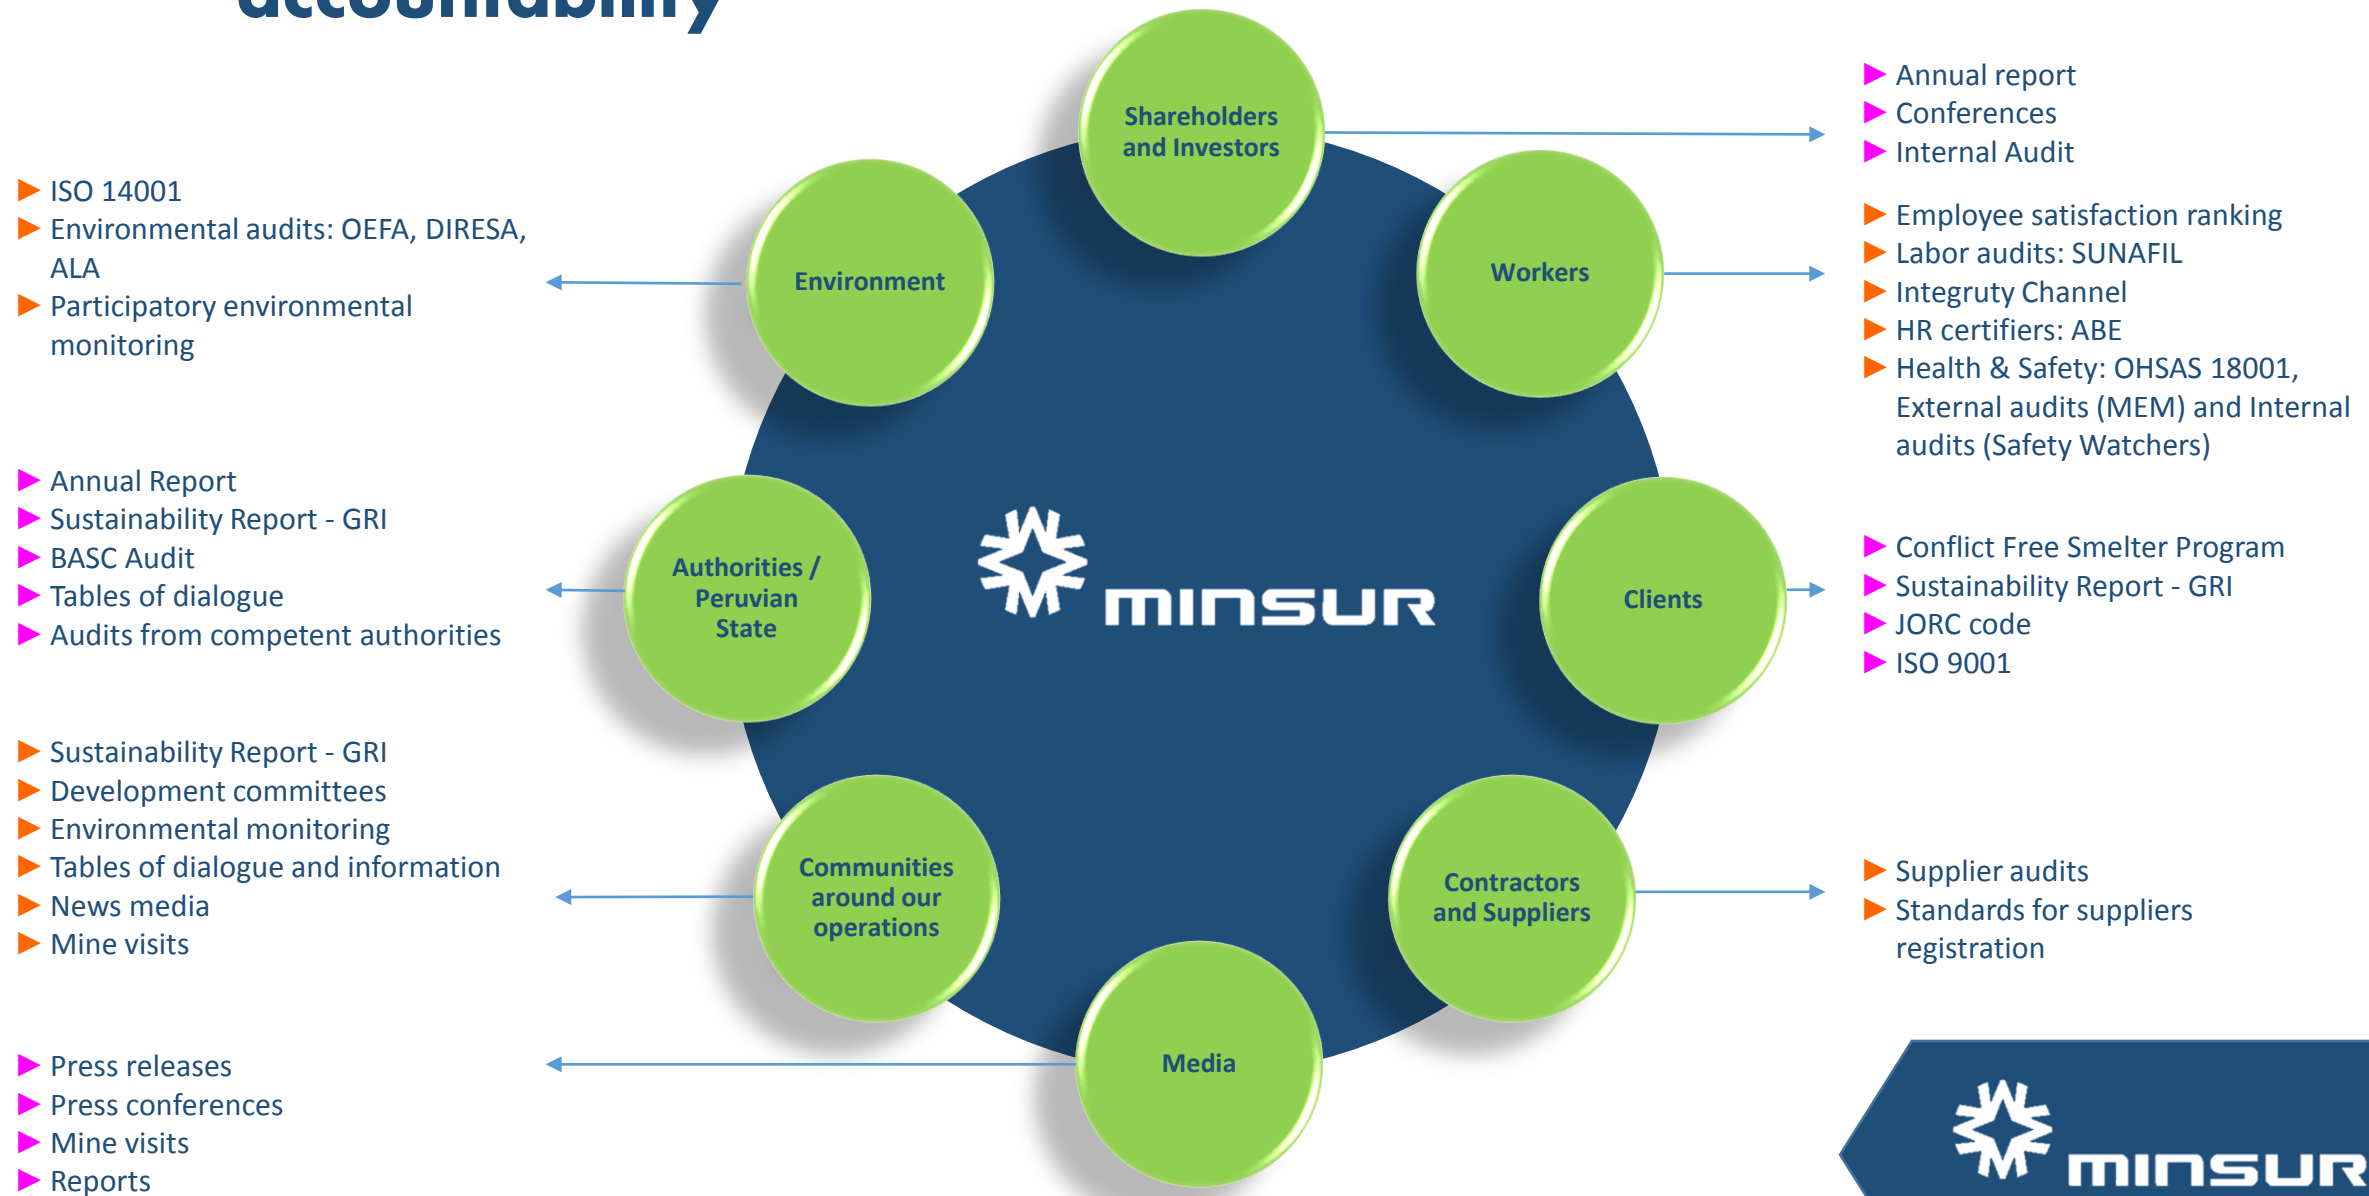 accountability
Shareholders
and Investors
Annual report
Conferences
Internal Audit
Environment
ISO 14001
Environmental audits: OEFA, DIRESA,
ALA
Participatory environmental
monitoring
Workers
Employee satisfaction ranking
Labor audits: SUNAFIL
Integruty Channel
HR certifiers: ABE
Health & Safety: OHSAS 18001,
External audits (MEM) and Internal
audits (Safety Watchers)
Authorities /
Peruvian
State
Annual Report
Sustainability Report - GRI
BASC Audit
Tables of dialogue
Audits from competent authorities
MINSUR
Clients
Conflict Free Smelter Program
Sustainability Report - GRI
JORC code
ISO 9001
Communities
around our
operations
Sustainability Report - GRI
Development committees
Environmental monitoring
Tables of dialogue and information
News media
Mine visits
Contractors
and Suppliers
Supplier audits
Standards for suppliers
registration
Media
Press releases
Press conferences
Mine visits
Reports
MINSUR